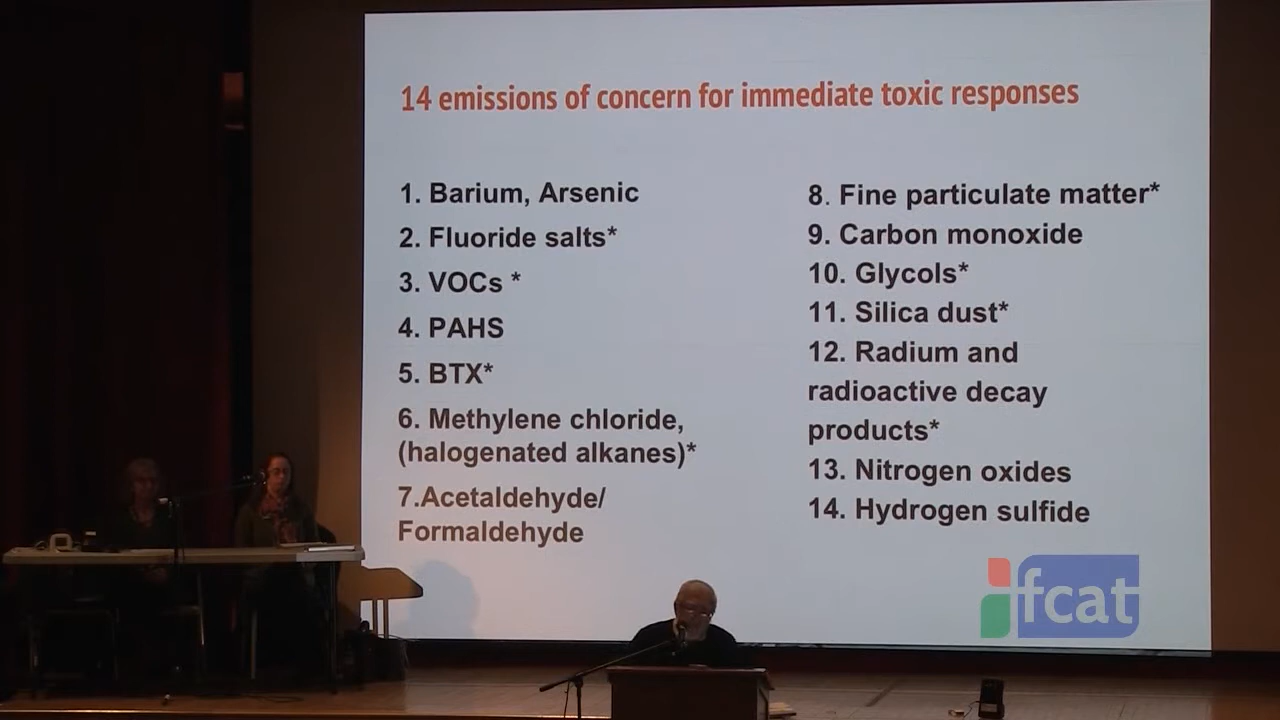 14 emissions of concern for immediate toxic responses
1. Barium, Arsenic
2. Fluoride salts*
3. VOCs *
4. PAHS
5. BTX*
6. Methylene chloride,
(halogenated alkanes)*
7.Acetaldehyde/
Formaldehyde
8. Fine particulate matter*
9. Carbon monoxide
10. Glycols*
11. Silica dust*
12. Radium and
radioactive decay
products*
13. Nitrogen oxides
14. Hydrogen sulfide
fcat